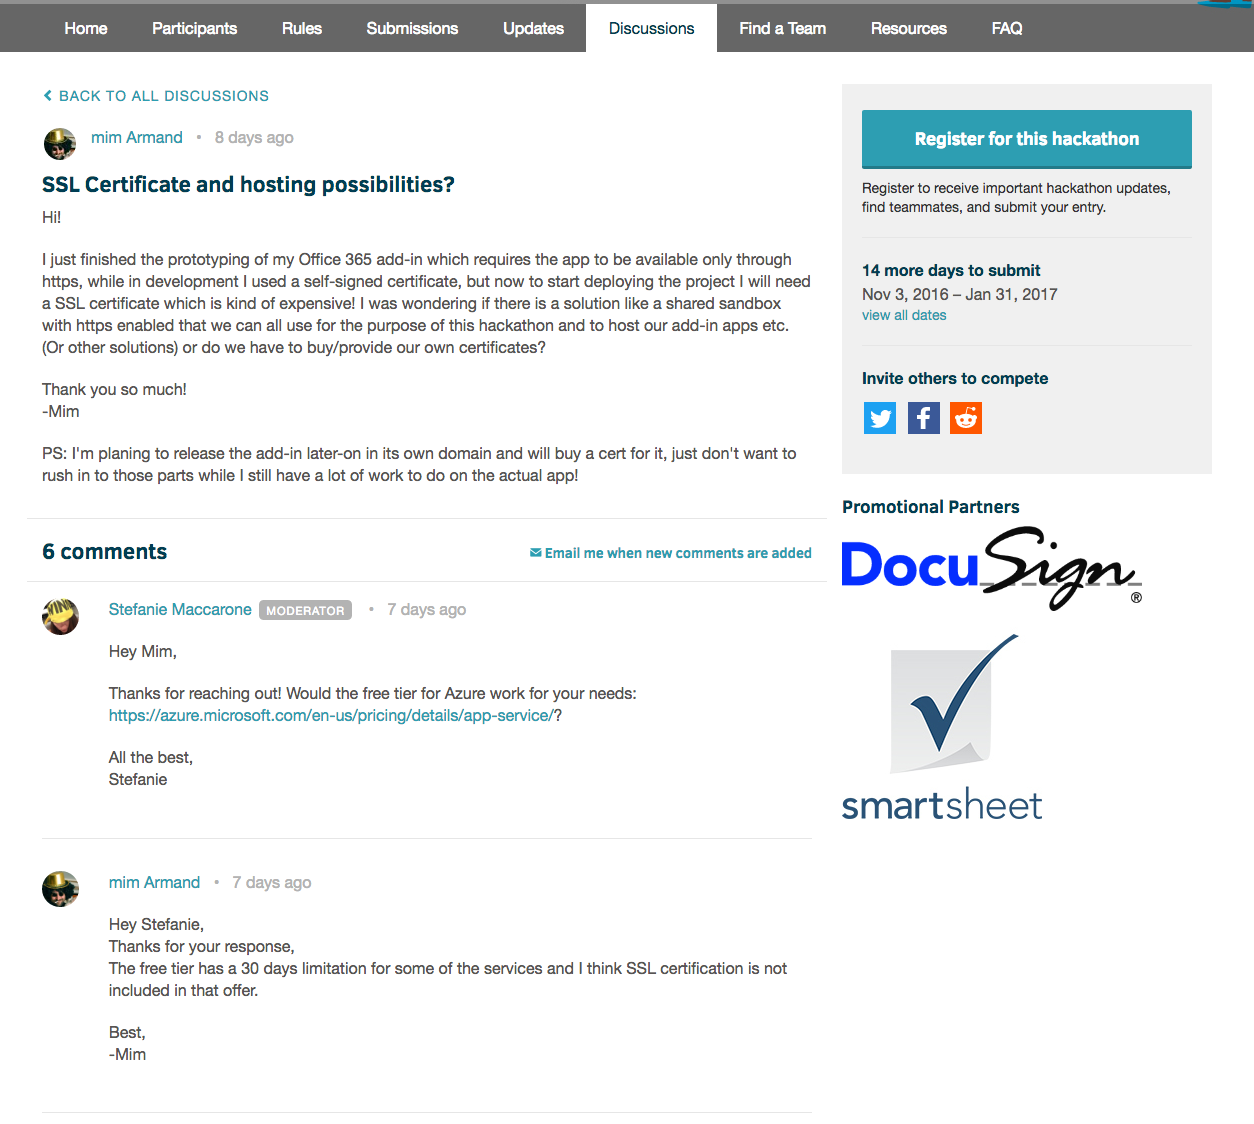 Home Participants Rules Submissions Updates Discussions Find a Team Resources FAQ
BACK TO ALL DISCUSSIONS
mim Armand • 8 days ago
SSL Certificate and hosting possibilities?
Hi!
I just finished the prototyping of my Office 365 add-in which requires the app to be available only through
https, while in development I used a self-signed certificate, but now to start deploying the project I will need
a SSL certificate which is kind of expensive! I was wondering if there is a solution like a shared sandbox
with https enabled that we can all use for the purpose of this hackathon and to host our add-in apps etc.
(Or other solutions) or do we have to buy/provide our own certificates?
Thank you so much!
-Mim
PS: I'm planing to release the add-in later-on in its own domain and will buy a cert for it, just don't want to
rush in to those parts while I still have a lot of work to do on the actual app!
6 comments
Email me when new comments are added
Stefanie Maccarone MODERATOR • 7 days ago
Hey Mim,
Thanks for reaching out! Would the free tier for Azure work for your needs:
https://azure.microsoft.com/en-us/pricing/details/app-service/?
All the best,
Stefanie
mim Armand • 7 days ago
Hey Stefanie,
Thanks for your response,
The free tier has a 30 days limitation for some of the services and I think SSL certification is not
included in that offer.
Best,
-Mim
Register for this hackathon
Register to receive important hackathon updates,
find teammates, and submit your entry.
14 more days to submit
Nov 3, 2016 – Jan 31, 2017
view all dates
Invite others to compete
Promotional Partners
DocuSign®
smartsheet